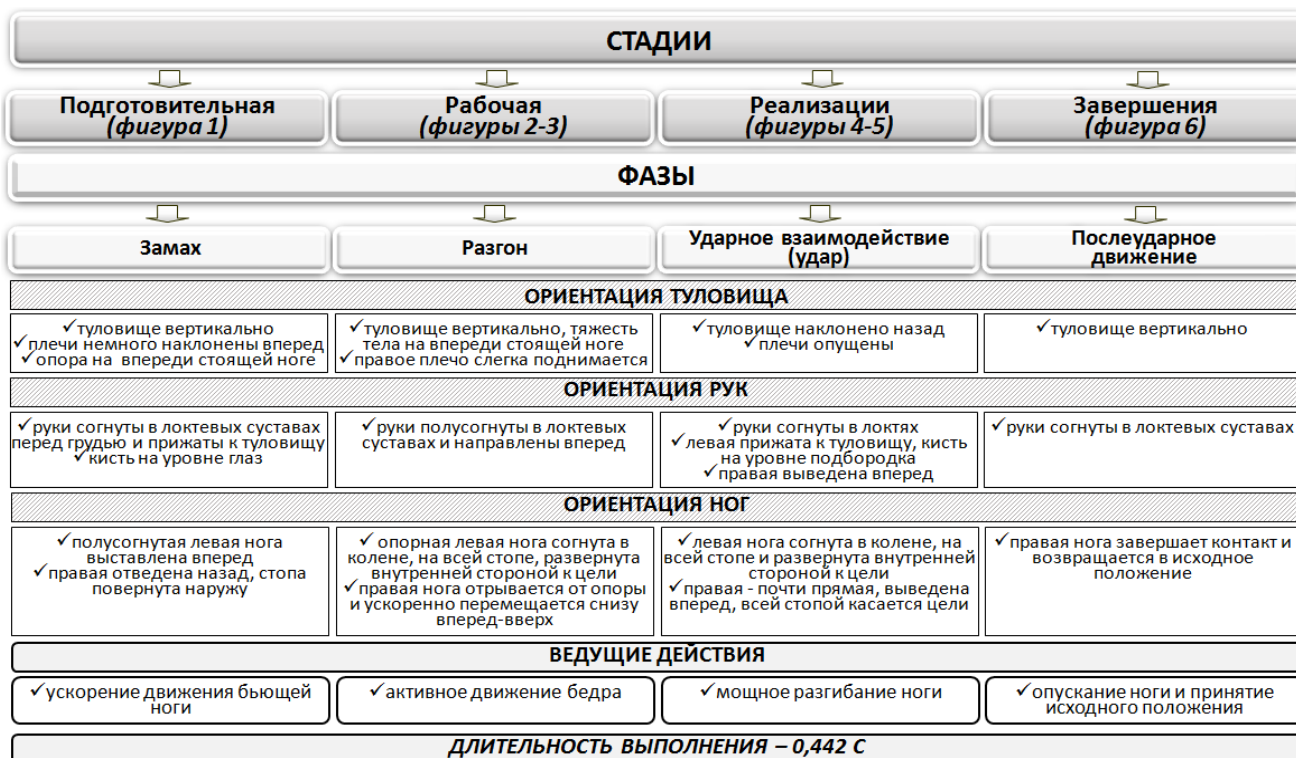 СТАДИИ
Подготовительная
(фигура 1)
Рабочая
(фигуры 2-3)
Реализации
(фигуры 4-5)
Завершения
(фигура 6)
ФАЗЫ
Замах
Разгон
Ударное взаимодействие
(удар)
Послеударное
движение
ОРИЕНТАЦИЯ ТУЛОВИЩА
✓туловище вертикально
✓плечи немного наклонены вперед
✓опора на впереди стоящей ноге
✓туловище вертикально, тяжесть
тела на впереди стоящей ноге
✓правое плечо слегка поднимается
✓туловище наклонено назад
✓плечи опущены
✓туловище вертикально
ОРИЕНТАЦИЯ РУК
✓руки согнуты в локтевых суставах
перед грудью и прижаты к туловищу
✓кисть на уровне глаз
✓руки полусогнуты в локтевых
суставах и направлены вперед
✓руки согнуты в локтях
✓левая прижата к туловищу, кисть
на уровне подбородка
✓правая выведена вперед
✓руки согнуты в локтевых суставах
ОРИЕНТАЦИЯ НОГ
✓полусогнутая левая нога
выставлена вперед
✓правая отведена назад, стопа
повернута наружу
✓ опорная левая нога согнута в
колене, на всей стопе, развернута
внутренней стороной к цели
✓правая нога отрывается от опоры
и ускоренно перемещается снизу
вперед-вверх
✓левая нога согнута в колене, на
всей стопе и развернута внутренней
стороной к цели
✓правая - почти прямая, выведена
вперед, всей стопой касается цели
✓правая нога завершает контакт и
возвращается в исходное
положение
ВЕДУЩИЕ ДЕЙСТВИЯ
✓ускорение движения бьющей
ноги
✓активное движение бедра
✓мощное разгибание ноги
✓опускание ноги и принятие
исходного положения
ДЛИТЕЛЬНОСТЬ ВЫПОЛНЕНИЯ – 0,442 С